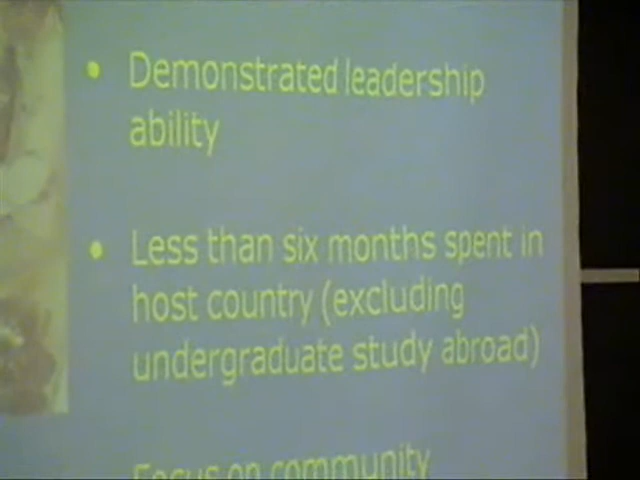 • Demonstrated leadership
ability
• Less than six months spent in
host country (excluding
undergraduate study abroad)
Focus on community